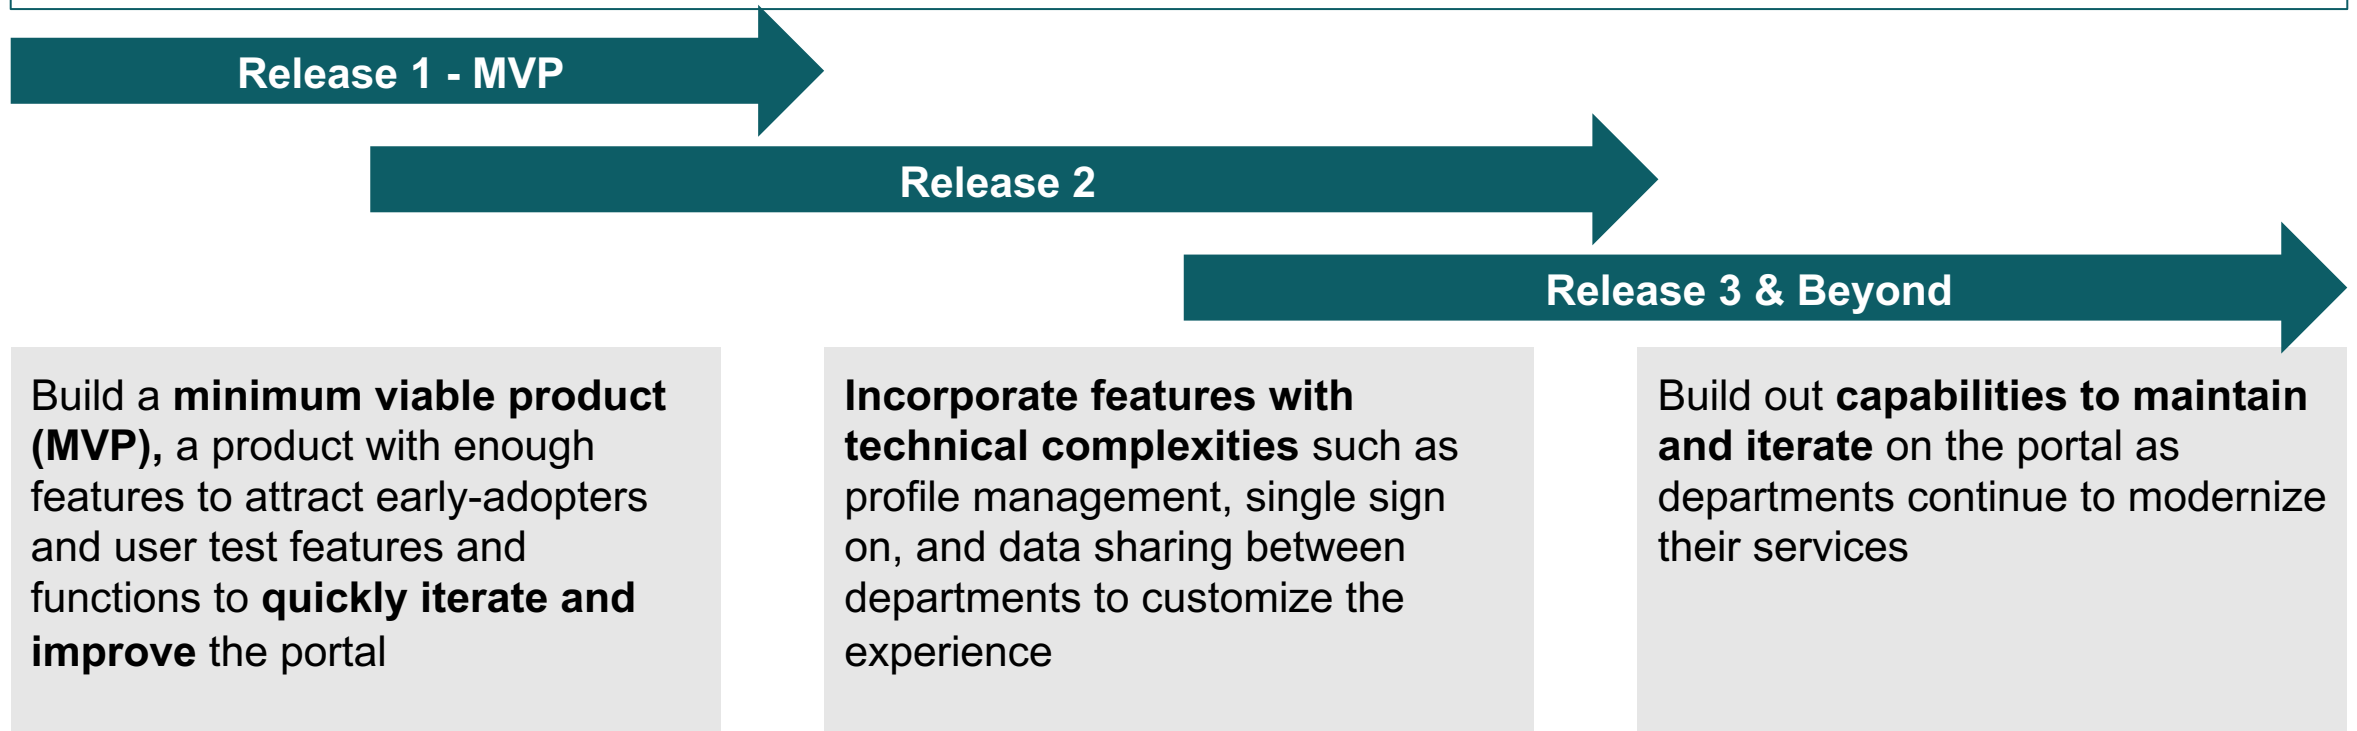 Release 1 - MVP
Release 2
Release 3 & Beyond
Build a minimum viable product
(MVP), a product with enough
features to attract early-adopters
and user test features and
functions to quickly iterate and
improve the portal
Incorporate features with
technical complexities such as
profile management, single sign
on, and data sharing between
departments to customize the
experience
Build out capabilities to maintain
and iterate on the portal as
departments continue to modernize
their services